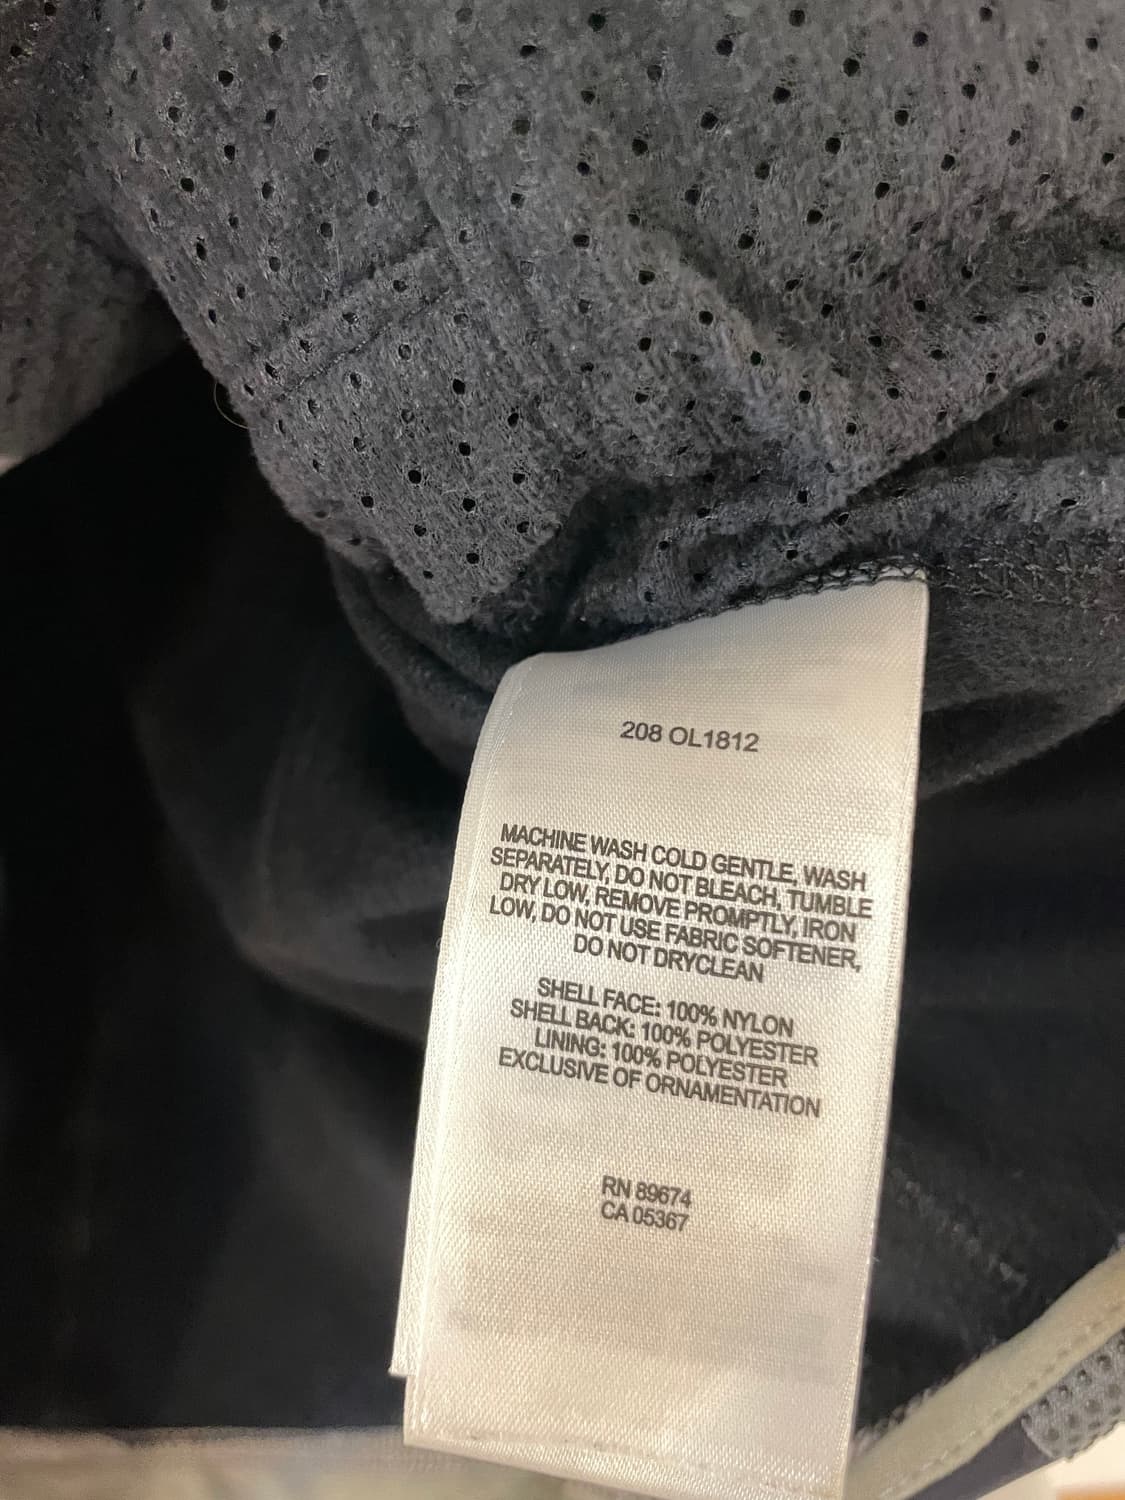 208 OL1812
MACHINE WASH COLD GENTLE, WASH
SEPARATELY, DO NOT BLEACH, TUMBLE
DRY LOW, REMOVE PROMPTLY, IRON
LOW, DO NOT USE FABRIC SOFTENER,
DO NOT DRYCLEAN
SHELL FACE: 100% NYLON
SHELL BACK: 100% POLYESTER
LINING: 100% POLYESTER
EXCLUSIVE OF ORNAMENTATION
RN 89674
CA 05367